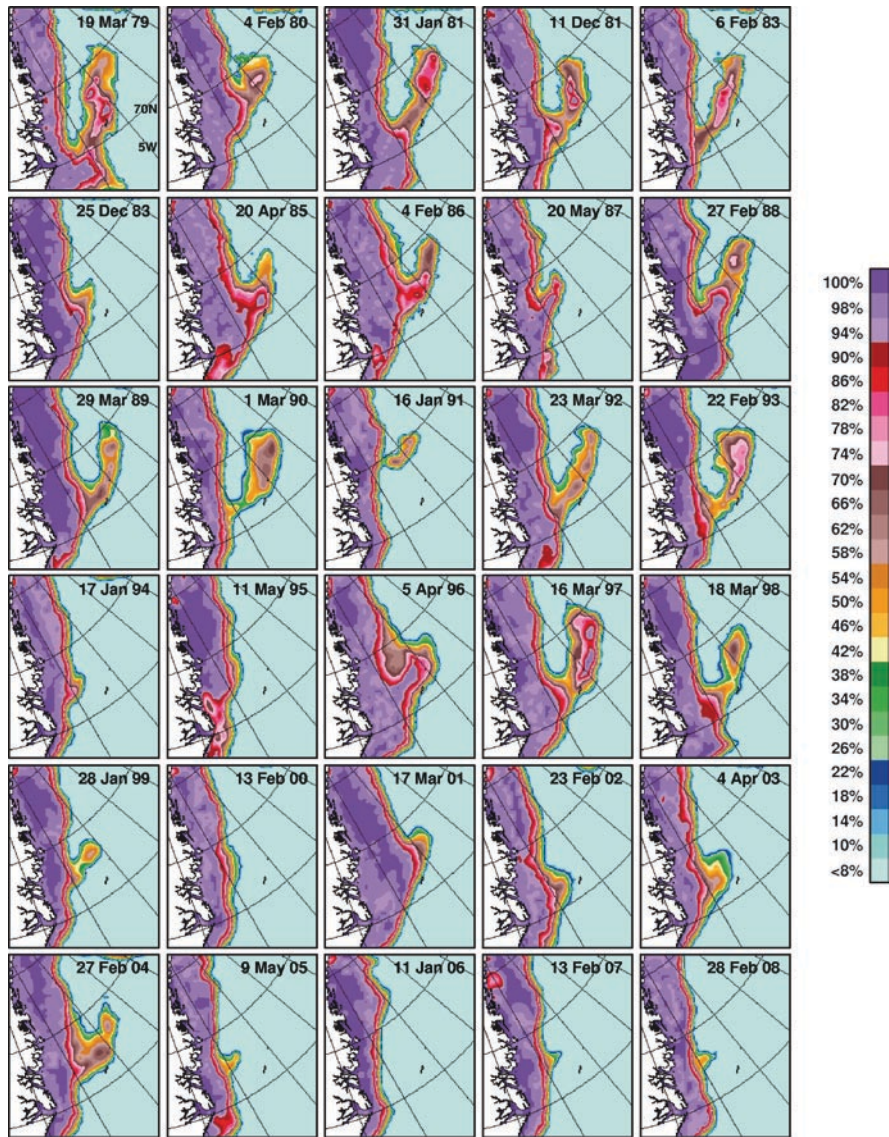 19 Mar 79
4 Feb 80
31 Jan 81
11 Dec 81
6 Feb 83
70N
5W
25 Dec 83
20 Apr 85
4 Feb 86
20 May 87
27 Feb 88
29 Mar 89
1 Mar 90
16 Jan 91
23 Mar 92
22 Feb 93
17 Jan 94
11 May 95
5 Apr 96
16 Mar 97
18 Mar 98
28 Jan 99
13 Feb 00
17 Mar 01
23 Feb 02
4 Apr 03
27 Feb 04
9 May 05
11 Jan 06
13 Feb 07
28 Feb 08
100%
98%
94%
90%
86%
82%
78%
74%
70%
66%
62%
58%
54%
50%
46%
42%
38%
34%
30%
26%
22%
18%
14%
10%
<8%